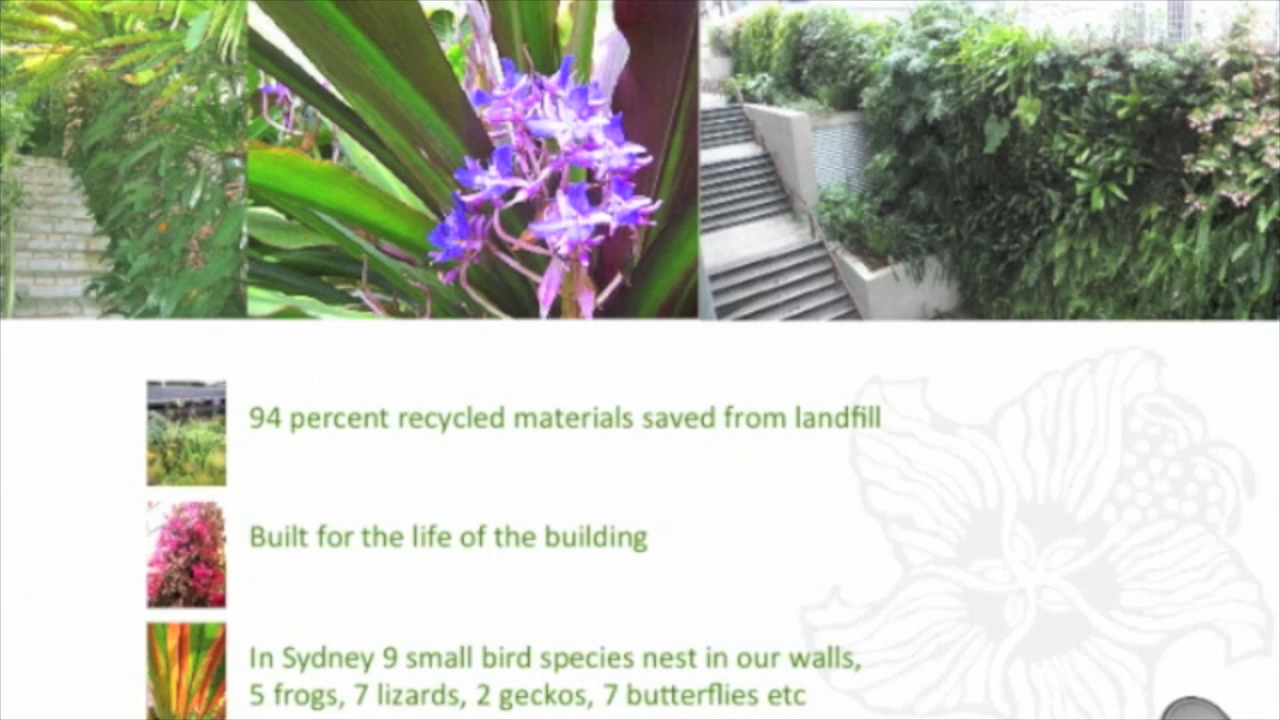 94 percent recycled materials saved from landfill
Built for the life of the building
In Sydney 9 small bird species nest in our walls,
5 frogs, 7 lizards, 2 geckos, 7 butterflies etc